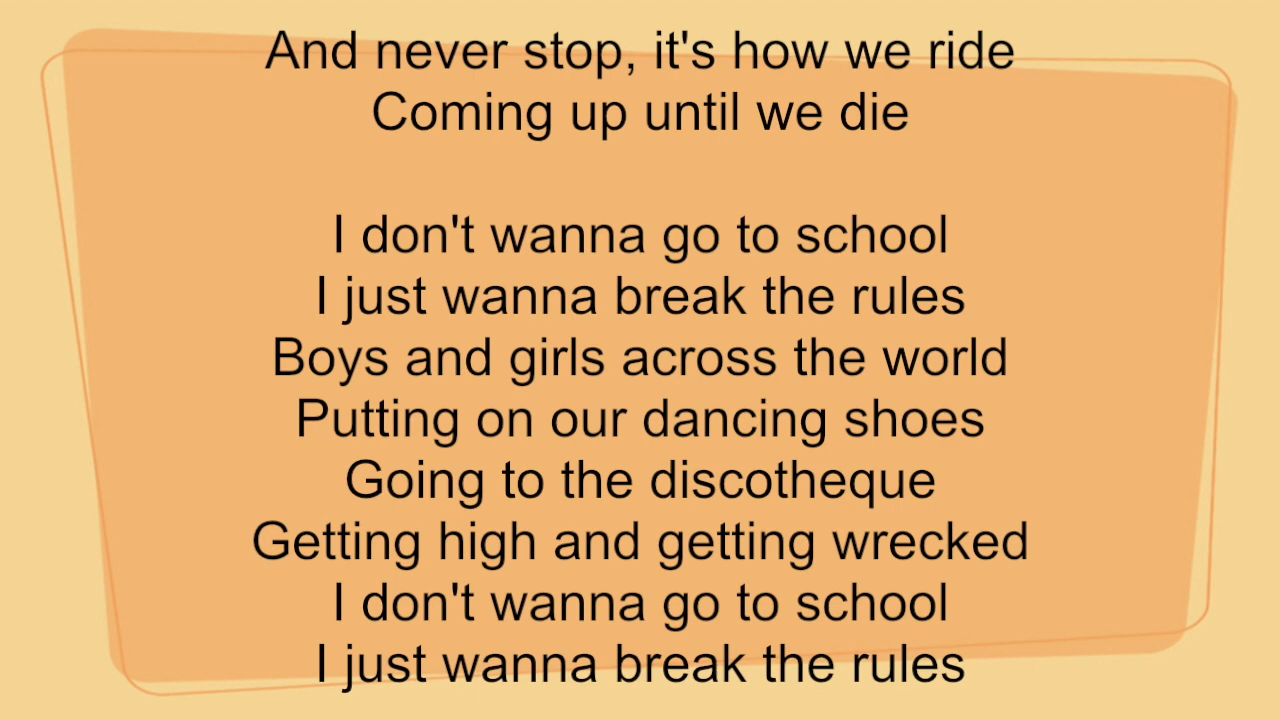 And never stop, it's how we ride
Coming up until we die
I don't wanna go to school
I just wanna break the rules
Boys and girls across the world
Putting on our dancing shoes
Going to the discotheque
Getting high and getting wrecked
I don't wanna go to school
I just wanna break the rules